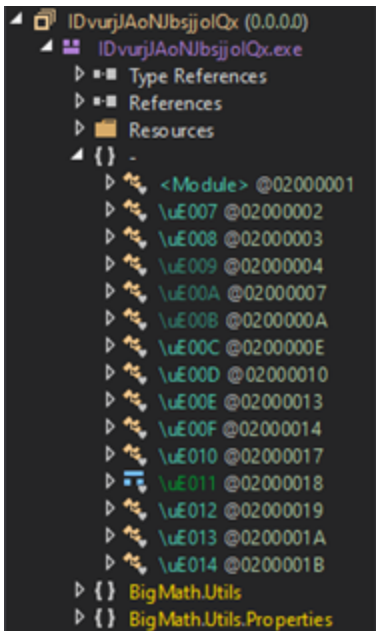 IDvurjJAoNJbsjjolQx (0.0.0.0)
IDvurjJAoNJbsjjolQx.exe
Type References
References
Resources
{ } -
<Module> @02000001
\uE007 @02000002
\uE008 @02000003
\uE009 @02000004
\uE00A @02000007
\uE00B @0200000A
\uE00C @0200000E
\uE00D @02000010
\uE00E @02000013
\uE00F @02000014
\uE010 @02000017
\uE011 @02000018
\uE012 @02000019
\uE013 @0200001A
\uE014 @0200001B
{ } BigMath.Utils
{ } BigMath.Utils.Properties